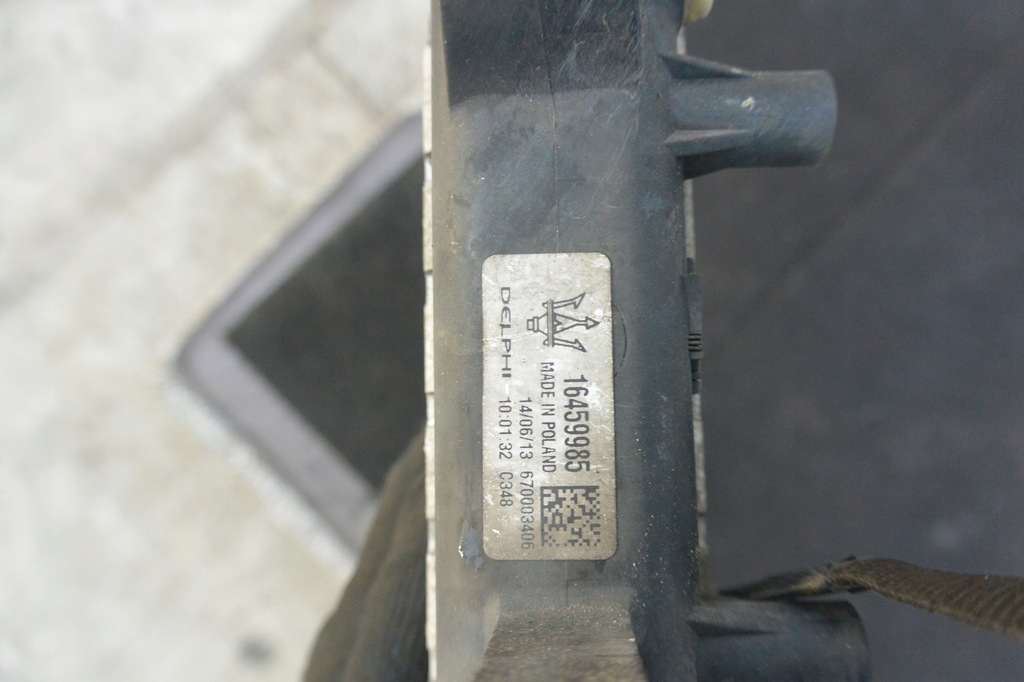 16459985
MADE IN POLAND
14/06/13 670003406
DELPHI 10:01:32 C348